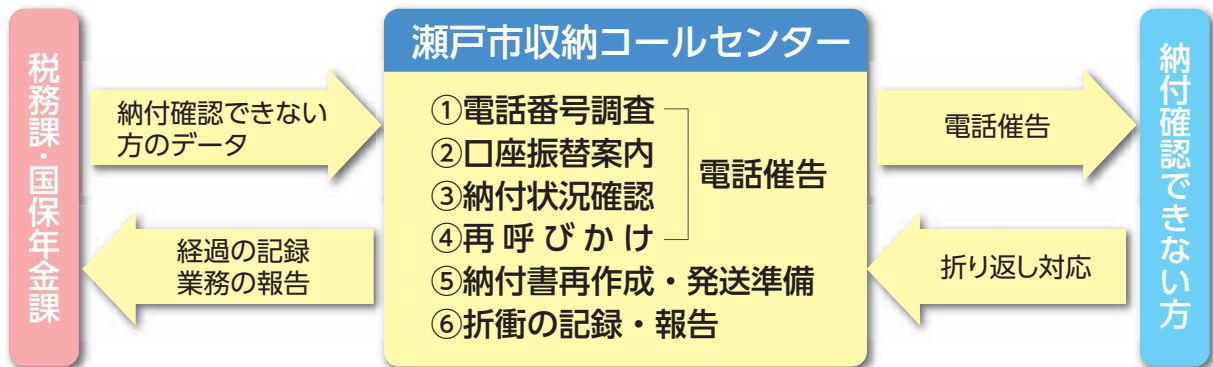 税務課・国保年金課
納付確認できない
方のデータ
経過の記録
業務の報告
瀬戸市収納コールセンター
①電話番号調査
②口座振替案内
③納付状況確認
④再呼びかけ
電話催告
⑤納付書再作成・発送準備
⑥折衝の記録・報告
電話催告
折り返し対応
納付確認できない方